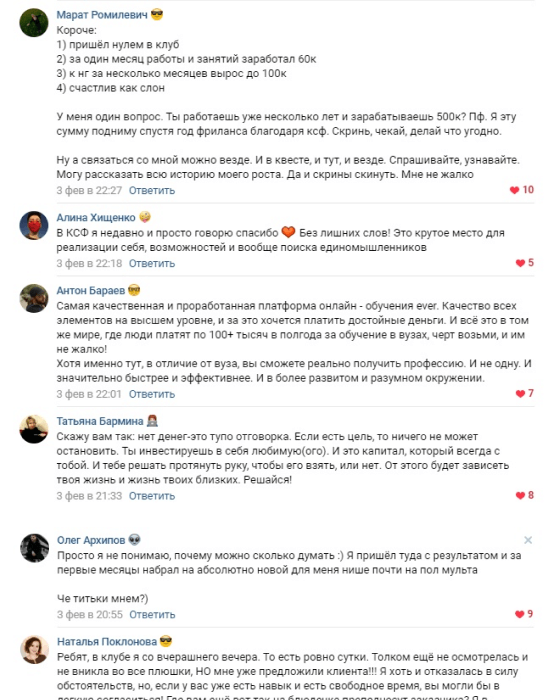 Марат Ромилевич 😎
Короче:
1) пришёл нулем в клуб
2) за один месяц работы и занятий заработал 60к
3) к нг за несколько месяцев вырос до 100к
4) счастлив как слон
У меня один вопрос. Ты работаешь уже несколько лет и зарабатываешь 500к? Пф. Я эту
сумму подниму спустя год фриланса благодаря ксф. Скринь, чекай, делай что угодно.
Ну а связаться со мной можно везде. И в квесте, и тут, и везде. Спрашивайте, узнавайте.
Могу рассказать всю историю моего роста. Да и скрины скинуть. Мне не жалко
3 фев в 22:27 Ответить 10
Алина Хищенко 🤪
В КСФ я недавно и просто говорю спасибо ❤ Без лишних слов! Это крутое место для
реализации себя, возможностей и вообще поиска единомышленников
3 фев в 22:18 Ответить 5
Антон Бараев 😎
Самая качественная и проработанная платформа онлайн - обучения ever. Качество всех
элементов на высшем уровне, и за это хочется платить достойные деньги. И всё это в том
же мире, где люди платят по 100+ тысяч в полгода за обучение в вузах, черт возьми, и им
не жалко!
Хотя именно тут, в отличие от вуза, вы сможете реально получить профессию. И не одну. И
значительно быстрее и эффективнее. И в более развитом и разумном окружении.
3 фев в 22:01 Ответить 7
Татьяна Бармина 👩‍🎨
Скажу вам так: нет денег-это тупо отговорка. Если есть цель, то ничего не может
остановить. Ты инвестируешь в себя любимую(ого). И это капитал, который всегда с
тобой. И тебе решать протянуть руку, чтобы его взять, или нет. От этого будет зависеть
твоя жизнь и жизнь твоих близких. Решайся!
3 фев в 21:33 Ответить 8
Олег Архипов 👽
Просто я не понимаю, почему можно сколько думать :) Я пришёл туда с результатом и за
первые месяцы набрал на абсолютно новой для меня нише почти на пол мульта
Че титьки мнем?)
3 фев в 20:55 Ответить 9
Наталья Поклонова 😎
Ребят, в клубе я со вчерашнего вечера. То есть ровно сутки. Толком ещё не осмотрелась и
не вникла во все плюшки, НО мне уже предложили клиента!!! Я хоть и отказалась в силу
обстоятельств, но, если у вас уже есть навык и есть свободное время, вы могли бы в